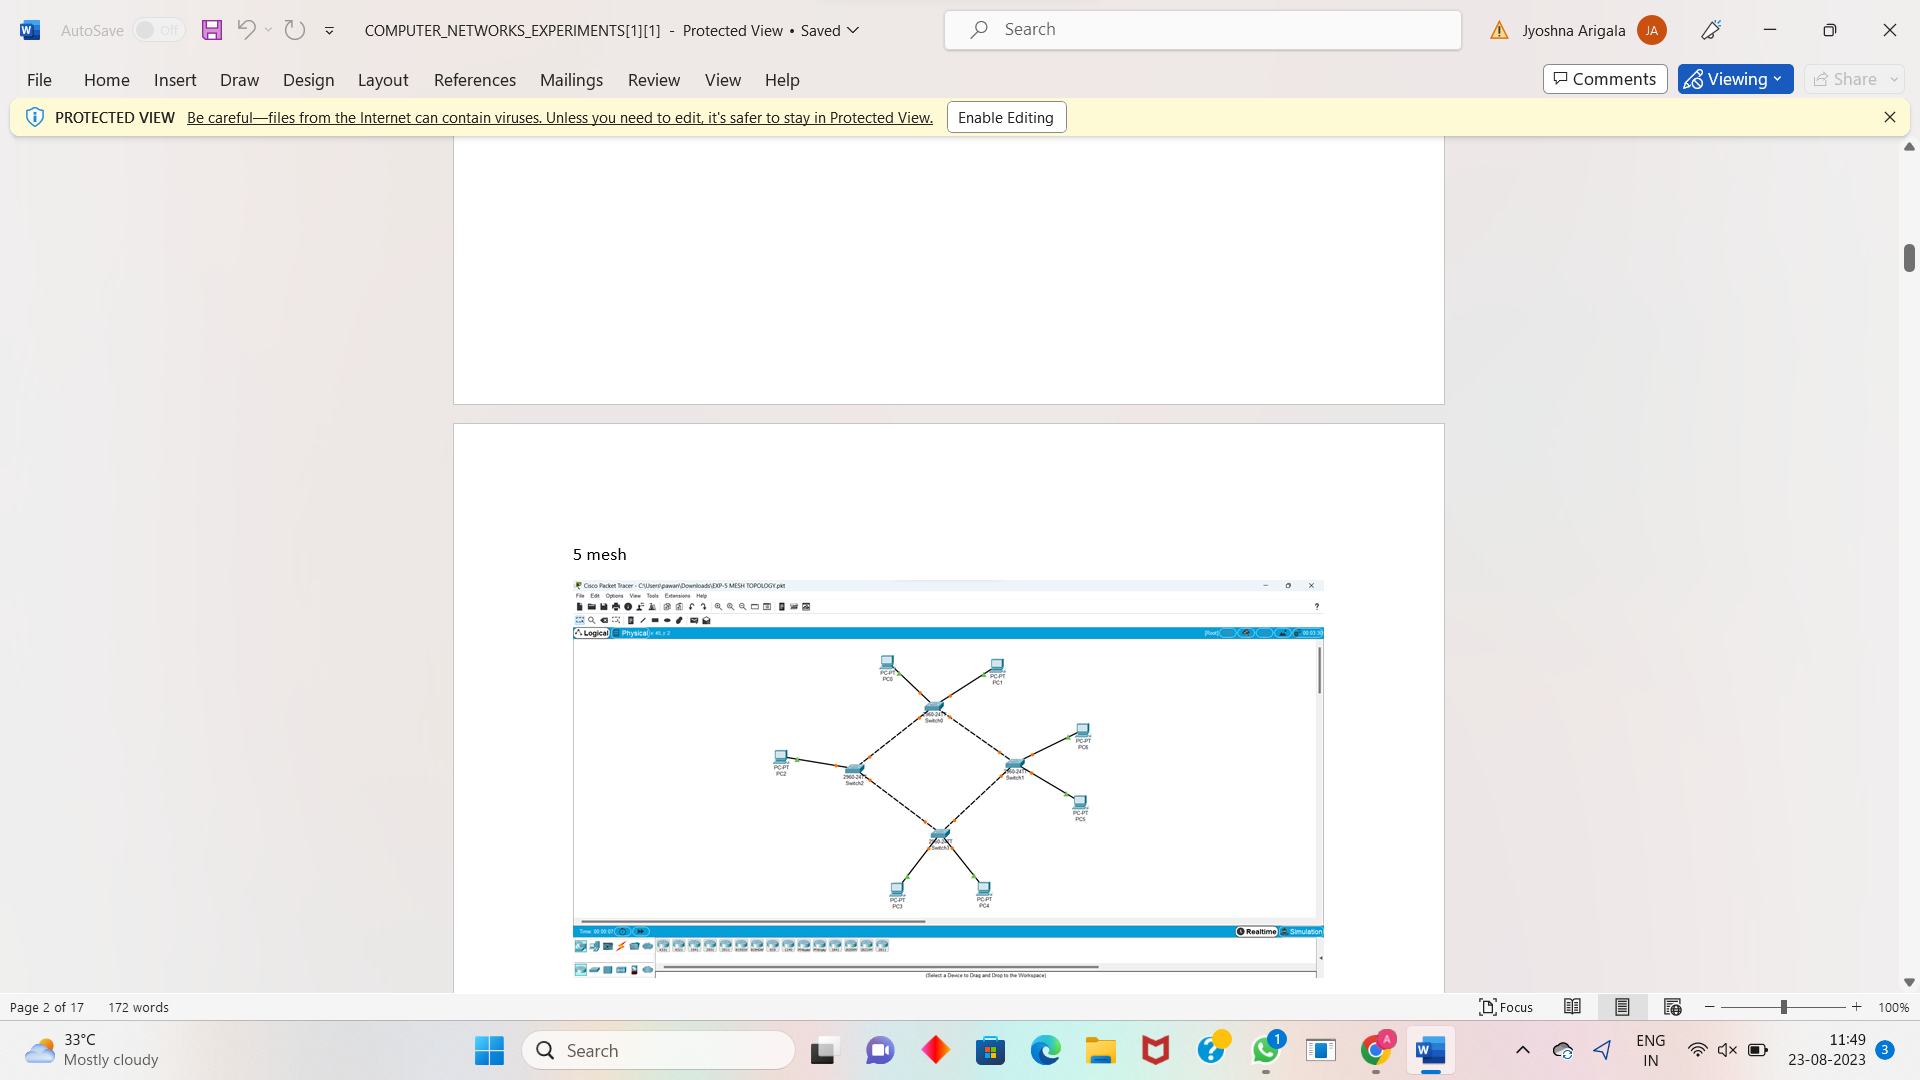 AutoSave Off
COMPUTER_NETWORKS_EXPERIMENTS[1][1] - Protected View • Saved
Search
Jyoshna Arigala JA
File Home Insert Draw Design Layout References Mailings Review View Help
Comments Viewing Share
PROTECTED VIEW Be careful—files from the Internet can contain viruses. Unless you need to edit, it's safer to stay in Protected View. Enable Editing
5 mesh
Cisco Packet Tracer - C:\Users\pawan\Downloads\EXP-5 MESH TOPOLOGY.pkt
File Edit Options View Tools Extensions Help
Logical Physical
[Root]
PC-PT
PC0
PC-PT
PC1
2960-24TT
Switch0
PC-PT
PC6
PC-PT
PC2
2960-24TT
Switch2
2960-24TT
Switch1
PC-PT
PC5
2960-24TT
Switch3
PC-PT
PC3
PC-PT
PC4
Time: 00:00:07
Realtime Simulation
(Select a Device to Drag and Drop to the Workspace)
Page 2 of 17 172 words
Focus 100%
33°C
Mostly cloudy
Search
1
A
ENG
IN
11:49
23-08-2023
3